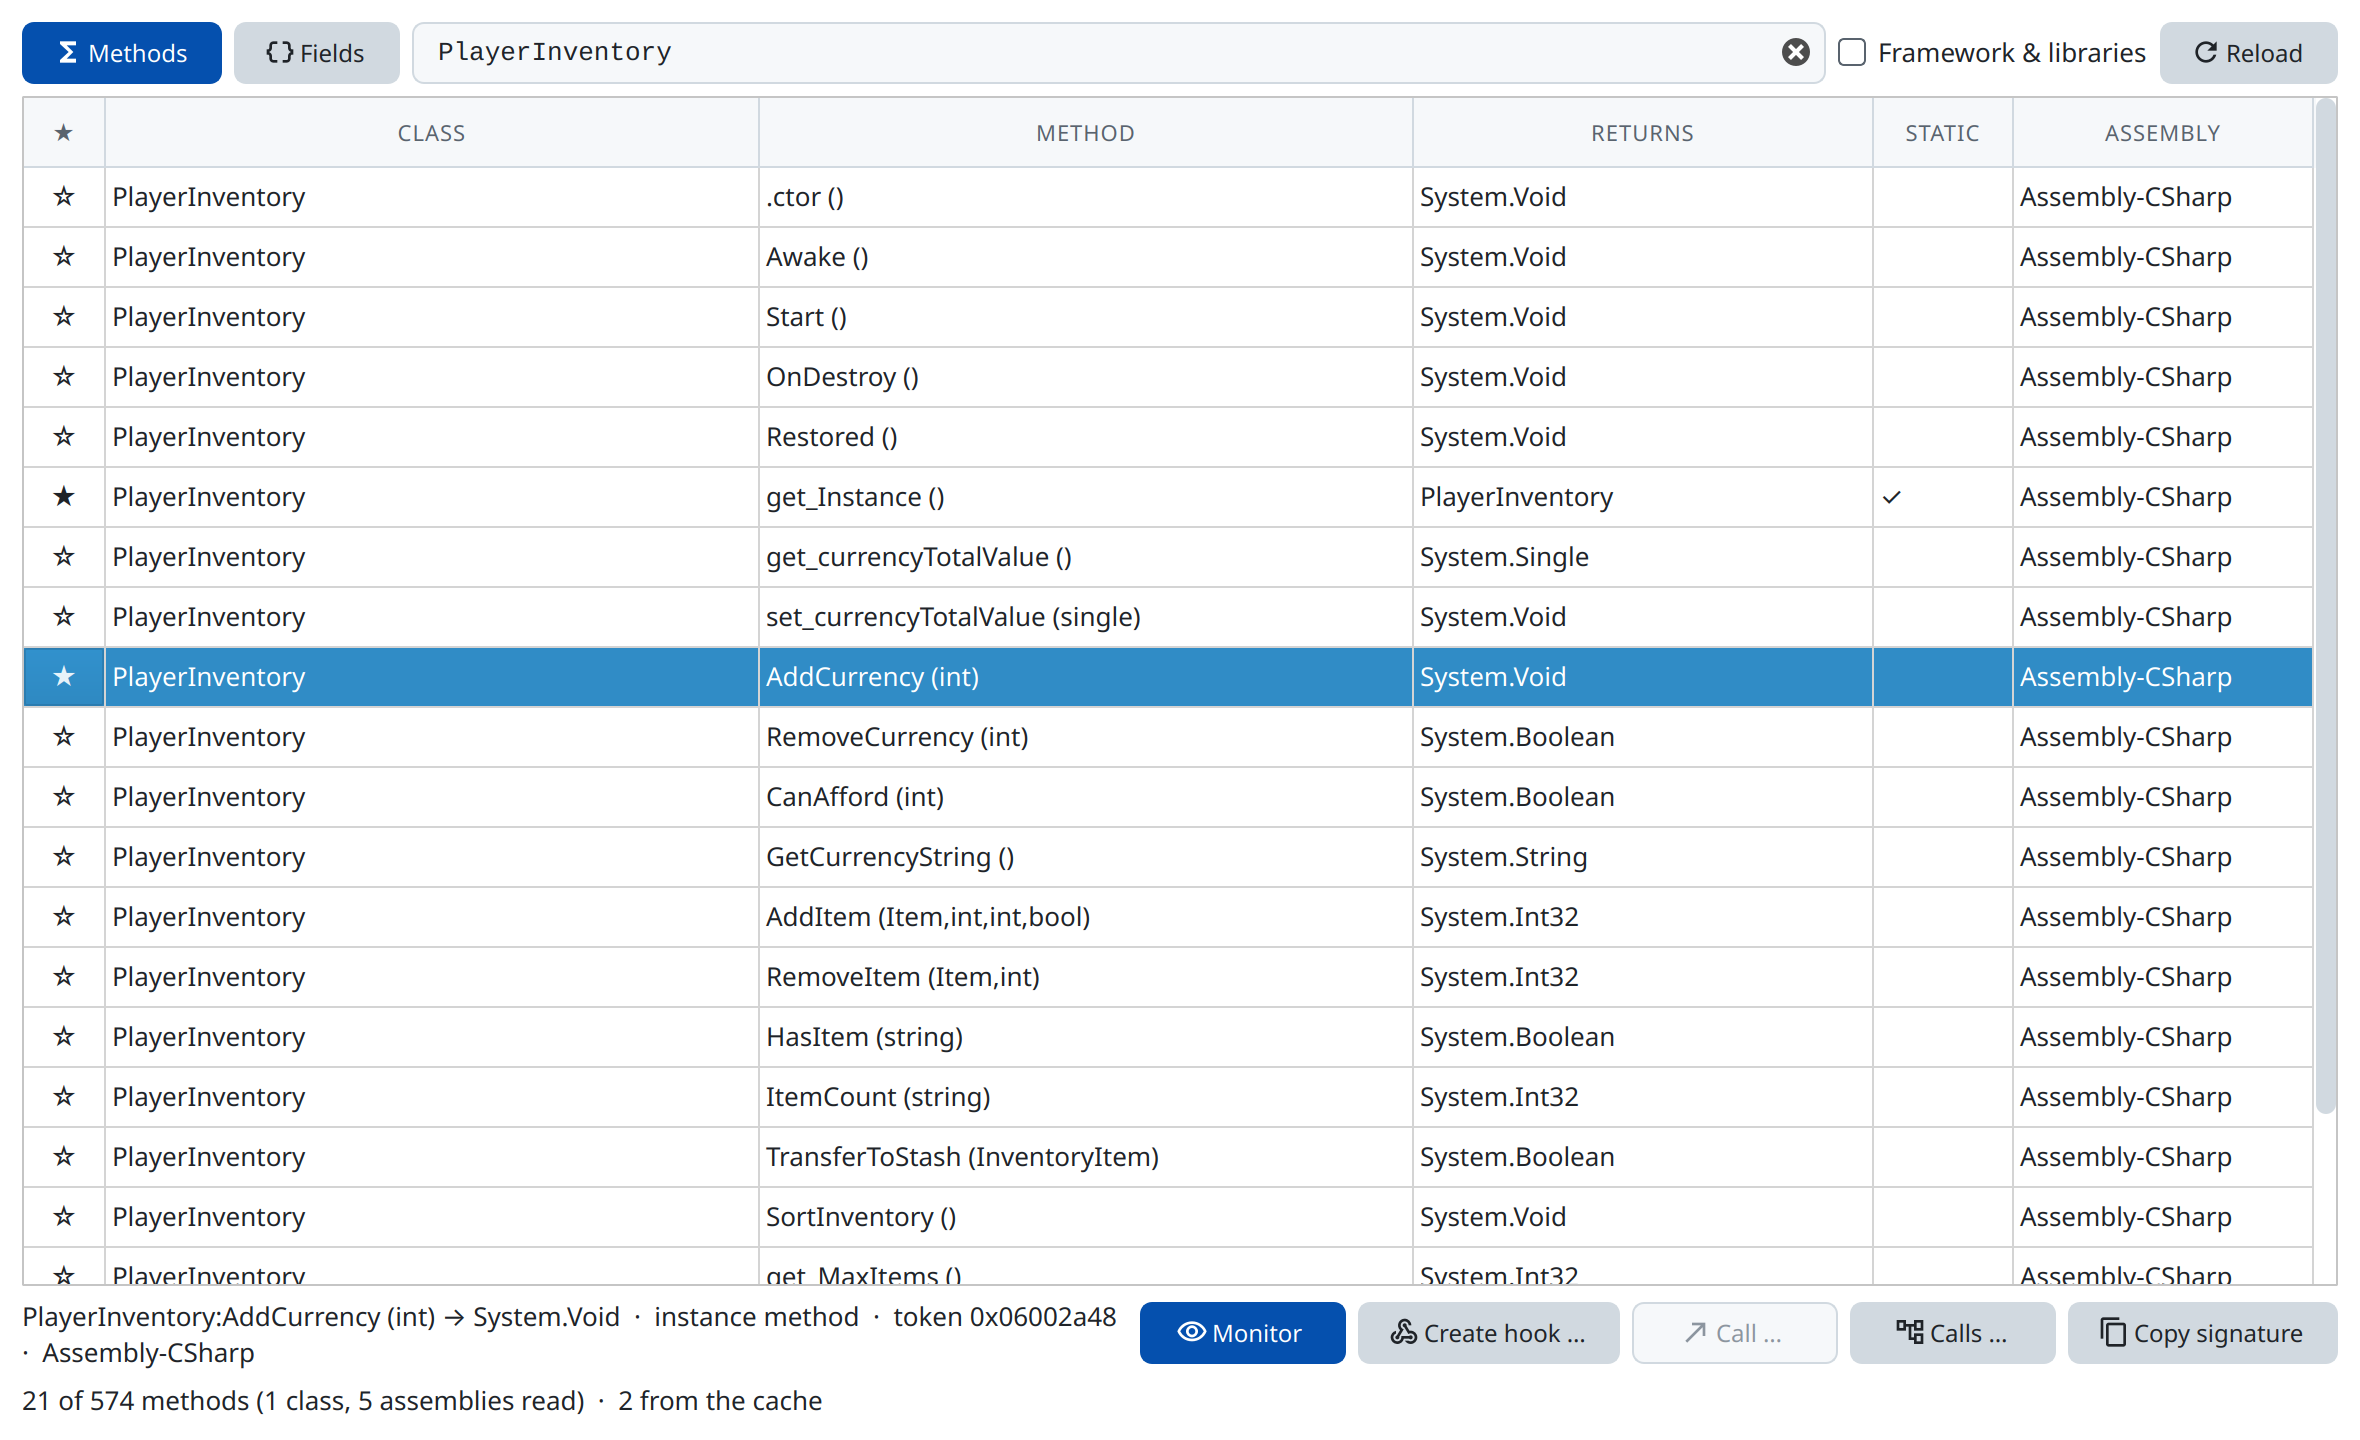 Methods Fields PlayerInventory Framework & libraries Reload
★ CLASS METHOD RETURNS STATIC ASSEMBLY
☆ PlayerInventory .ctor () System.Void Assembly-CSharp
☆ PlayerInventory Awake () System.Void Assembly-CSharp
☆ PlayerInventory Start () System.Void Assembly-CSharp
☆ PlayerInventory OnDestroy () System.Void Assembly-CSharp
☆ PlayerInventory Restored () System.Void Assembly-CSharp
★ PlayerInventory get_Instance () PlayerInventory ✓ Assembly-CSharp
☆ PlayerInventory get_currencyTotalValue () System.Single Assembly-CSharp
☆ PlayerInventory set_currencyTotalValue (single) System.Void Assembly-CSharp
★ PlayerInventory AddCurrency (int) System.Void Assembly-CSharp
☆ PlayerInventory RemoveCurrency (int) System.Boolean Assembly-CSharp
☆ PlayerInventory CanAfford (int) System.Boolean Assembly-CSharp
☆ PlayerInventory GetCurrencyString () System.String Assembly-CSharp
☆ PlayerInventory AddItem (Item,int,int,bool) System.Int32 Assembly-CSharp
☆ PlayerInventory RemoveItem (Item,int) System.Int32 Assembly-CSharp
☆ PlayerInventory HasItem (string) System.Boolean Assembly-CSharp
☆ PlayerInventory ItemCount (string) System.Int32 Assembly-CSharp
☆ PlayerInventory TransferToStash (InventoryItem) System.Boolean Assembly-CSharp
☆ PlayerInventory SortInventory () System.Void Assembly-CSharp
☆ PlayerInventory get_MaxItems () System.Int32 Assembly-CSharp
PlayerInventory:AddCurrency (int) → System.Void · instance method · token 0x06002a48
· Assembly-CSharp
Monitor Create hook ... Call ... Calls ... Copy signature
21 of 574 methods (1 class, 5 assemblies read) · 2 from the cache